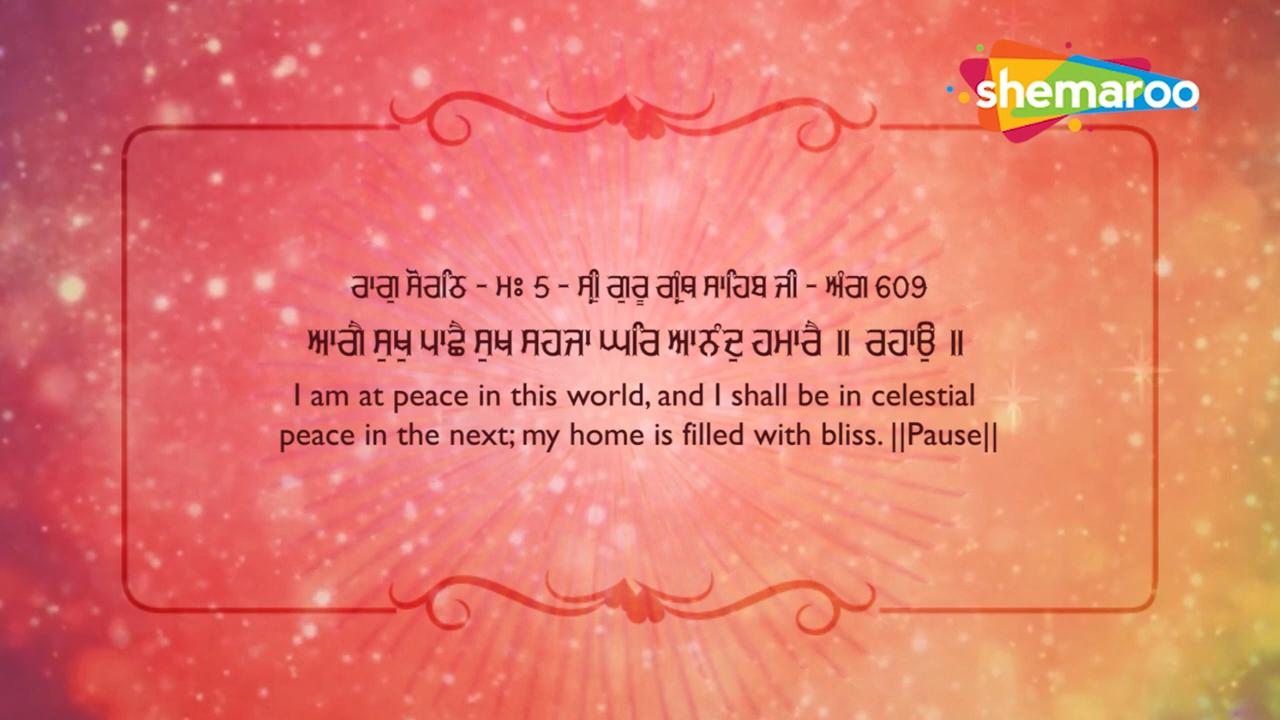 shemaroo
ਰਾਗੁ ਸੋਰਠਿ - ਮਃ 5 - ਸ੍ਰੀ ਗੁਰੂ ਗ੍ਰੰਥ ਸਾਹਿਬ ਜੀ - ਅੰਗ 609
ਆਗੈ ਸੁਖੁ ਪਾਛੈ ਸੁਖ ਸਹਜਾ ਘਰਿ ਆਨੰਦੁ ਹਮਾਰੈ ॥ ਰਹਾਉ ॥
I am at peace in this world, and I shall be in celestial
peace in the next; my home is filled with bliss. ||Pause||